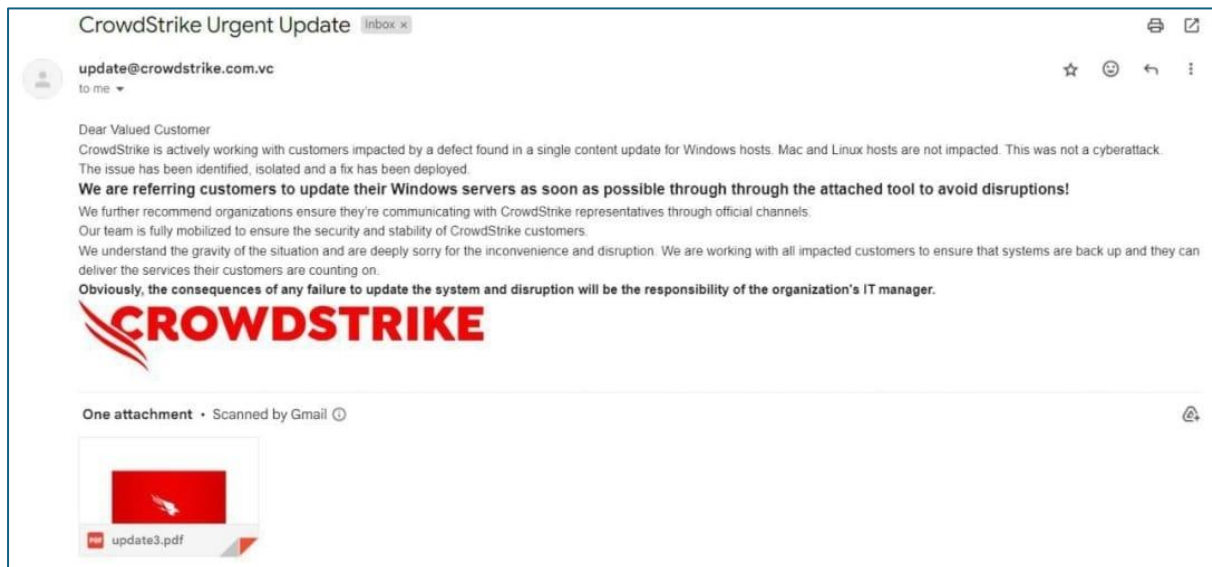 CrowdStrike Urgent Update Inbox ×
update@crowdstrike.com.vc
to me
Dear Valued Customer
CrowdStrike is actively working with customers impacted by a defect found in a single content update for Windows hosts. Mac and Linux hosts are not impacted. This was not a cyberattack.
The issue has been identified, isolated and a fix has been deployed.
We are referring customers to update their Windows servers as soon as possible through through the attached tool to avoid disruptions!
We further recommend organizations ensure they're communicating with CrowdStrike representatives through official channels.
Our team is fully mobilized to ensure the security and stability of CrowdStrike customers.
We understand the gravity of the situation and are deeply sorry for the inconvenience and disruption. We are working with all impacted customers to ensure that systems are back up and they can
deliver the services their customers are counting on.
Obviously, the consequences of any failure to update the system and disruption will be the responsibility of the organization's IT manager.
CROWDSTRIKE
One attachment • Scanned by Gmail
PDF update3.pdf